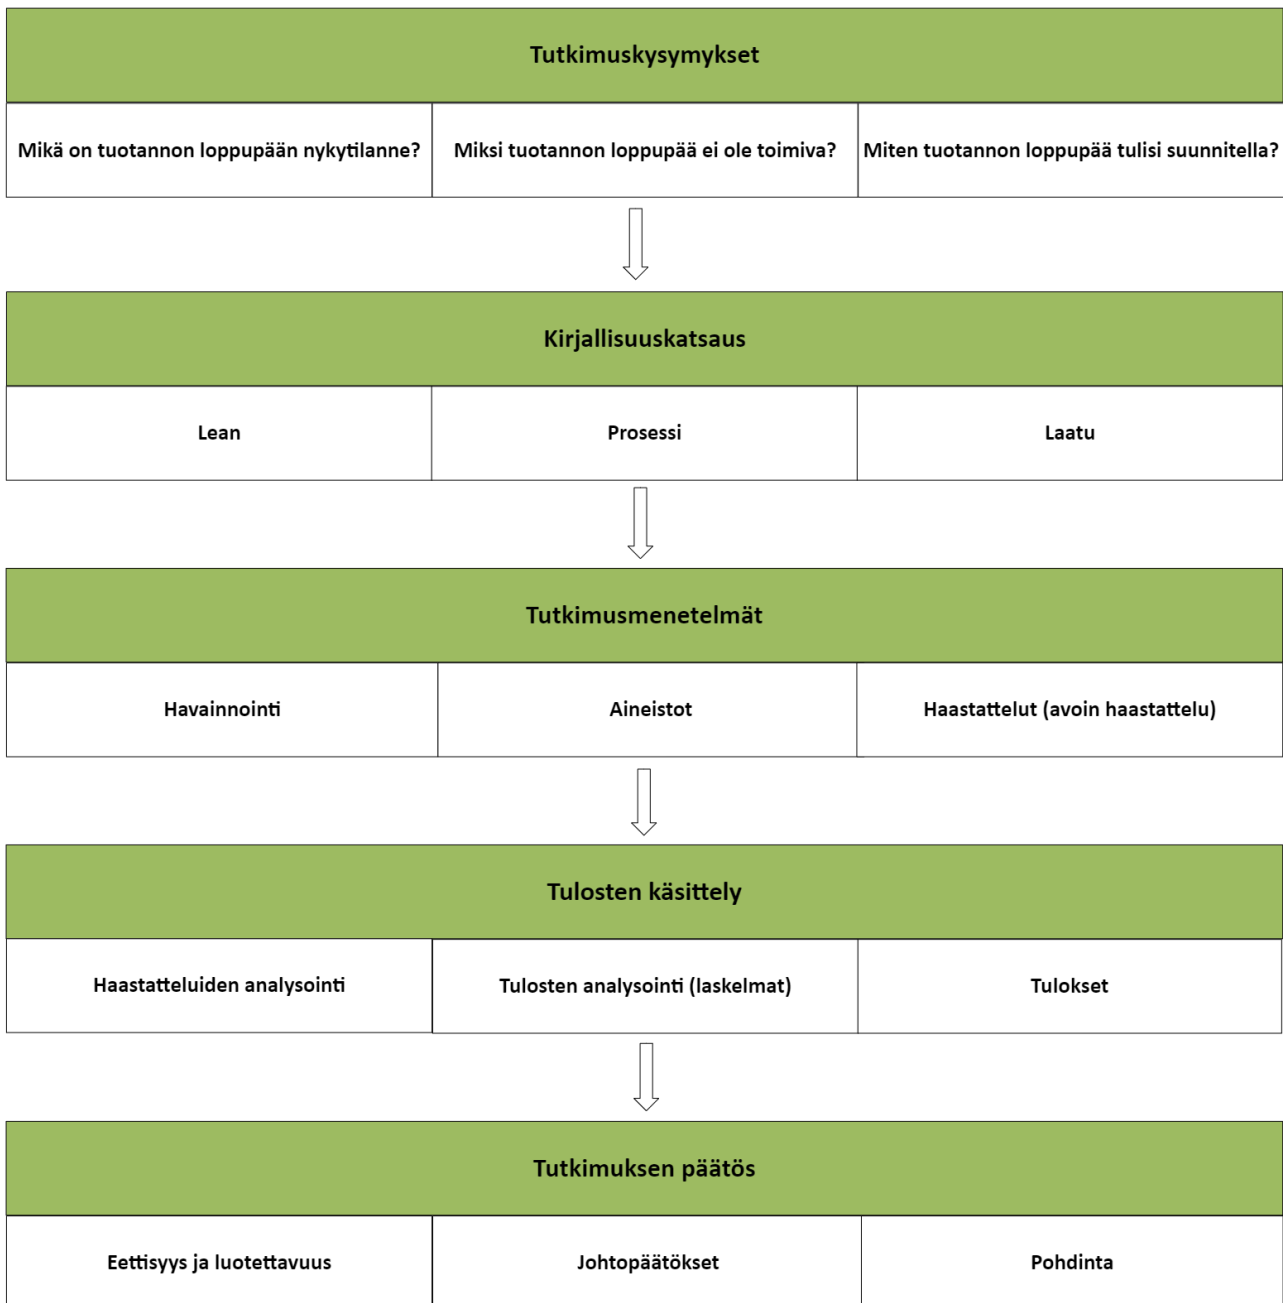 Tutkimuskysymykset
Mikä on tuotannon loppupään nykytilanne?
Miksi tuotannon loppupää ei ole toimiva?
Miten tuotannon loppupää tulisi suunnitella?
Kirjallisuuskatsaus
Lean
Prosessi
Laatu
Tutkimusmenetelmät
Havainnointi
Aineistot
Haastattelut (avoin haastattelu)
Tulosten käsittely
Haastatteluiden analysointi
Tulosten analysointi (laskelmat)
Tulokset
Tutkimuksen päätös
Eettisyys ja luotettavuus
Johtopäätökset
Pohdinta